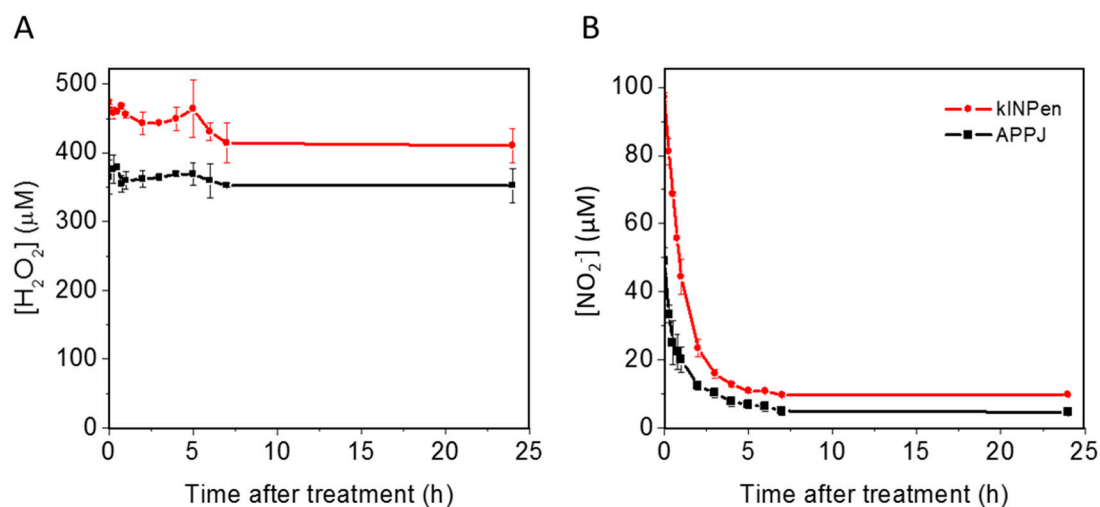 A
[H₂O₂] (μM)
500
400
300
200
100
0
0 5 10 15 20 25
Time after treatment (h)
B
[NO₂⁻] (μM)
100
80
60
40
20
0
0 5 10 15 20 25
Time after treatment (h)
kINPen
APPJ